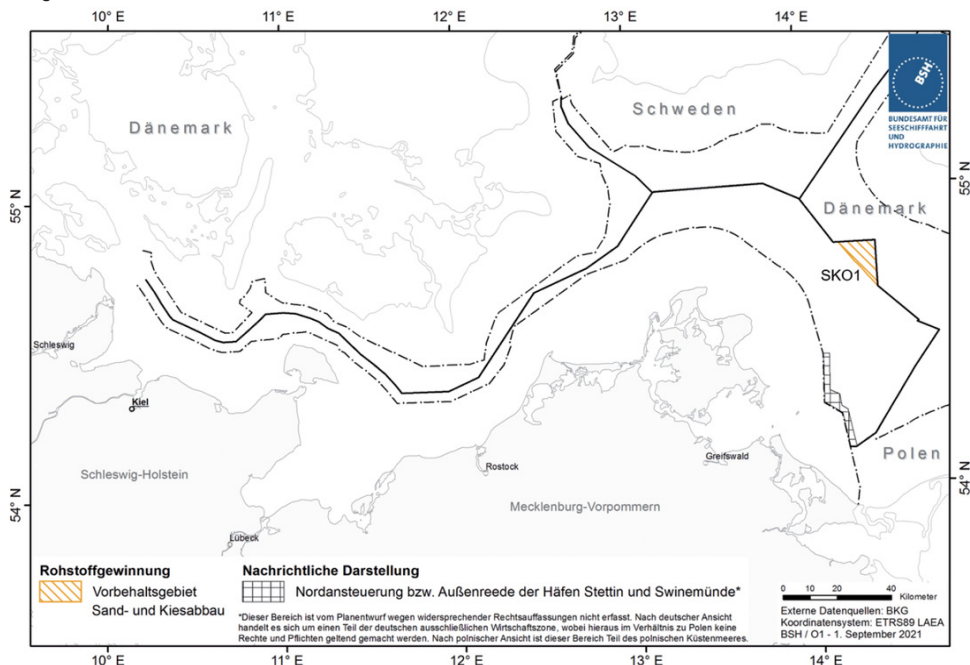 10° E 11° E 12° E 13° E 14° E
BSH
BUNDESAMT FÜR
SEESCHIFFFAHRT
UND
HYDROGRAPHIE
Schweden
Dänemark
55° N
55° N
Dänemark
SKO1
Schleswig
Kiel
Greifswald
Polen
Schleswig-Holstein
Rostock
54° N
54° N
Mecklenburg-Vorpommern
Lübeck
Rohstoffgewinnung
Vorbehaltsgebiet
Sand- und Kiesabbau
Nachrichtliche Darstellung
Nordansteuerung bzw. Außenreede der Häfen Stettin und Swinemünde*
*Dieser Bereich ist vom Planentwurf wegen widersprechender Rechtsauffassungen nicht erfasst. Nach deutscher Ansicht
handelt es sich um einen Teil der deutschen ausschließlichen Wirtschaftszone, wobei hieraus im Verhältnis zu Polen keine
Rechte und Pflichten geltend gemacht werden. Nach polnischer Ansicht ist dieser Bereich Teil des polnischen Küstenmeeres.
0 10 20 40 Kilometer
Externe Datenquellen: BKG
Koordinatensystem: ETRS89 LAEA
BSH / O1 - 1. September 2021
10° E 11° E 12° E 13° E 14° E